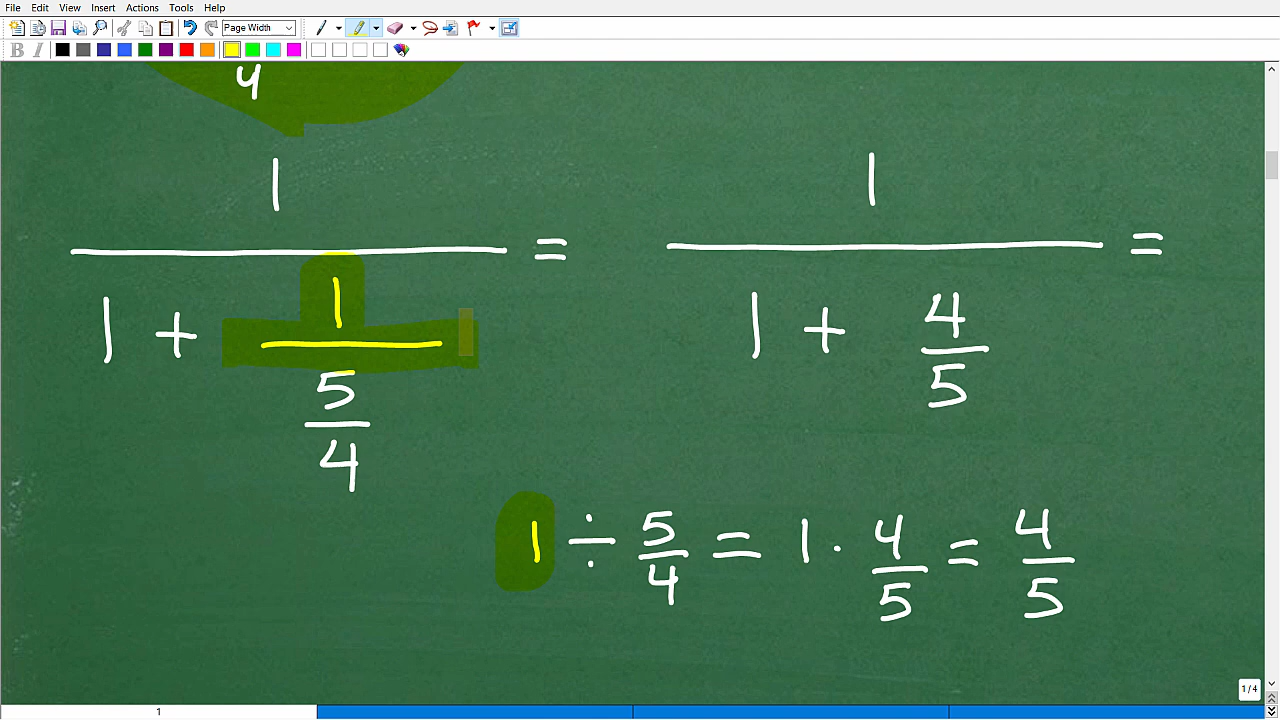 File Edit View Insert Actions Tools Help
Page Width
B I
4
1 / (1 + 1 / (5/4)) = 1 / (1 + 4/5) =
1 ÷ 5/4 = 1 · 4/5 = 4/5
1/4
1